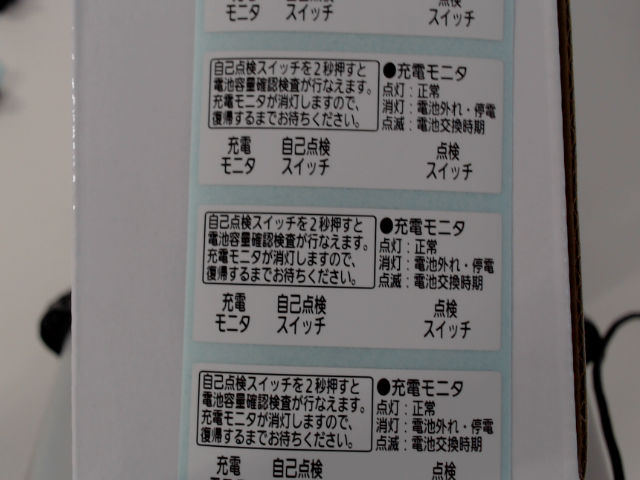 充電 自己点検 点検
モニタ スイッチ スイッチ
自己点検スイッチを2秒押すと
電池容量確認検査が行なえます。
充電モニタが消灯しますので、
復帰するまでお待ちください。
●充電モニタ
点灯:正常
消灯:電池外れ・停電
点滅:電池交換時期
充電 自己点検 点検
モニタ スイッチ スイッチ
自己点検スイッチを2秒押すと
電池容量確認検査が行なえます。
充電モニタが消灯しますので、
復帰するまでお待ちください。
●充電モニタ
点灯:正常
消灯:電池外れ・停電
点滅:電池交換時期
充電 自己点検 点検
モニタ スイッチ スイッチ
自己点検スイッチを2秒押すと
電池容量確認検査が行なえます。
充電モニタが消灯しますので、
復帰するまでお待ちください。
●充電モニタ
点灯:正常
消灯:電池外れ・停電
点滅:電池交換時期
充電 自己点検 点検